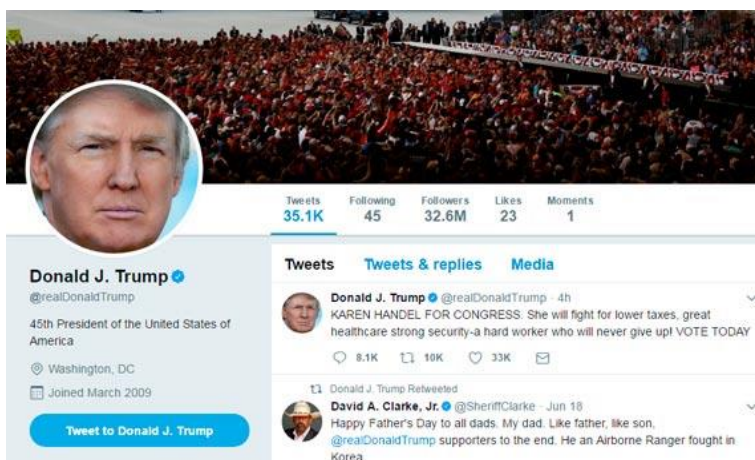 Tweets Following Followers Likes Moments
35.1K 45 32.6M 23 1
Donald J. Trump
@realDonaldTrump
45th President of the United States of
America
Washington, DC
Joined March 2009
Tweet to Donald J. Trump
Tweets Tweets & replies Media
Donald J. Trump @realDonaldTrump · 4h
KAREN HANDEL FOR CONGRESS. She will fight for lower taxes, great
healthcare strong security-a hard worker who will never give up! VOTE TODAY
8.1K 10K 33K
Donald J. Trump Retweeted
David A. Clarke, Jr. @SheriffClarke · Jun 18
Happy Father's Day to all dads. My dad. Like father, like son,
@realDonaldTrump supporters to the end. He an Airborne Ranger fought in
Korea